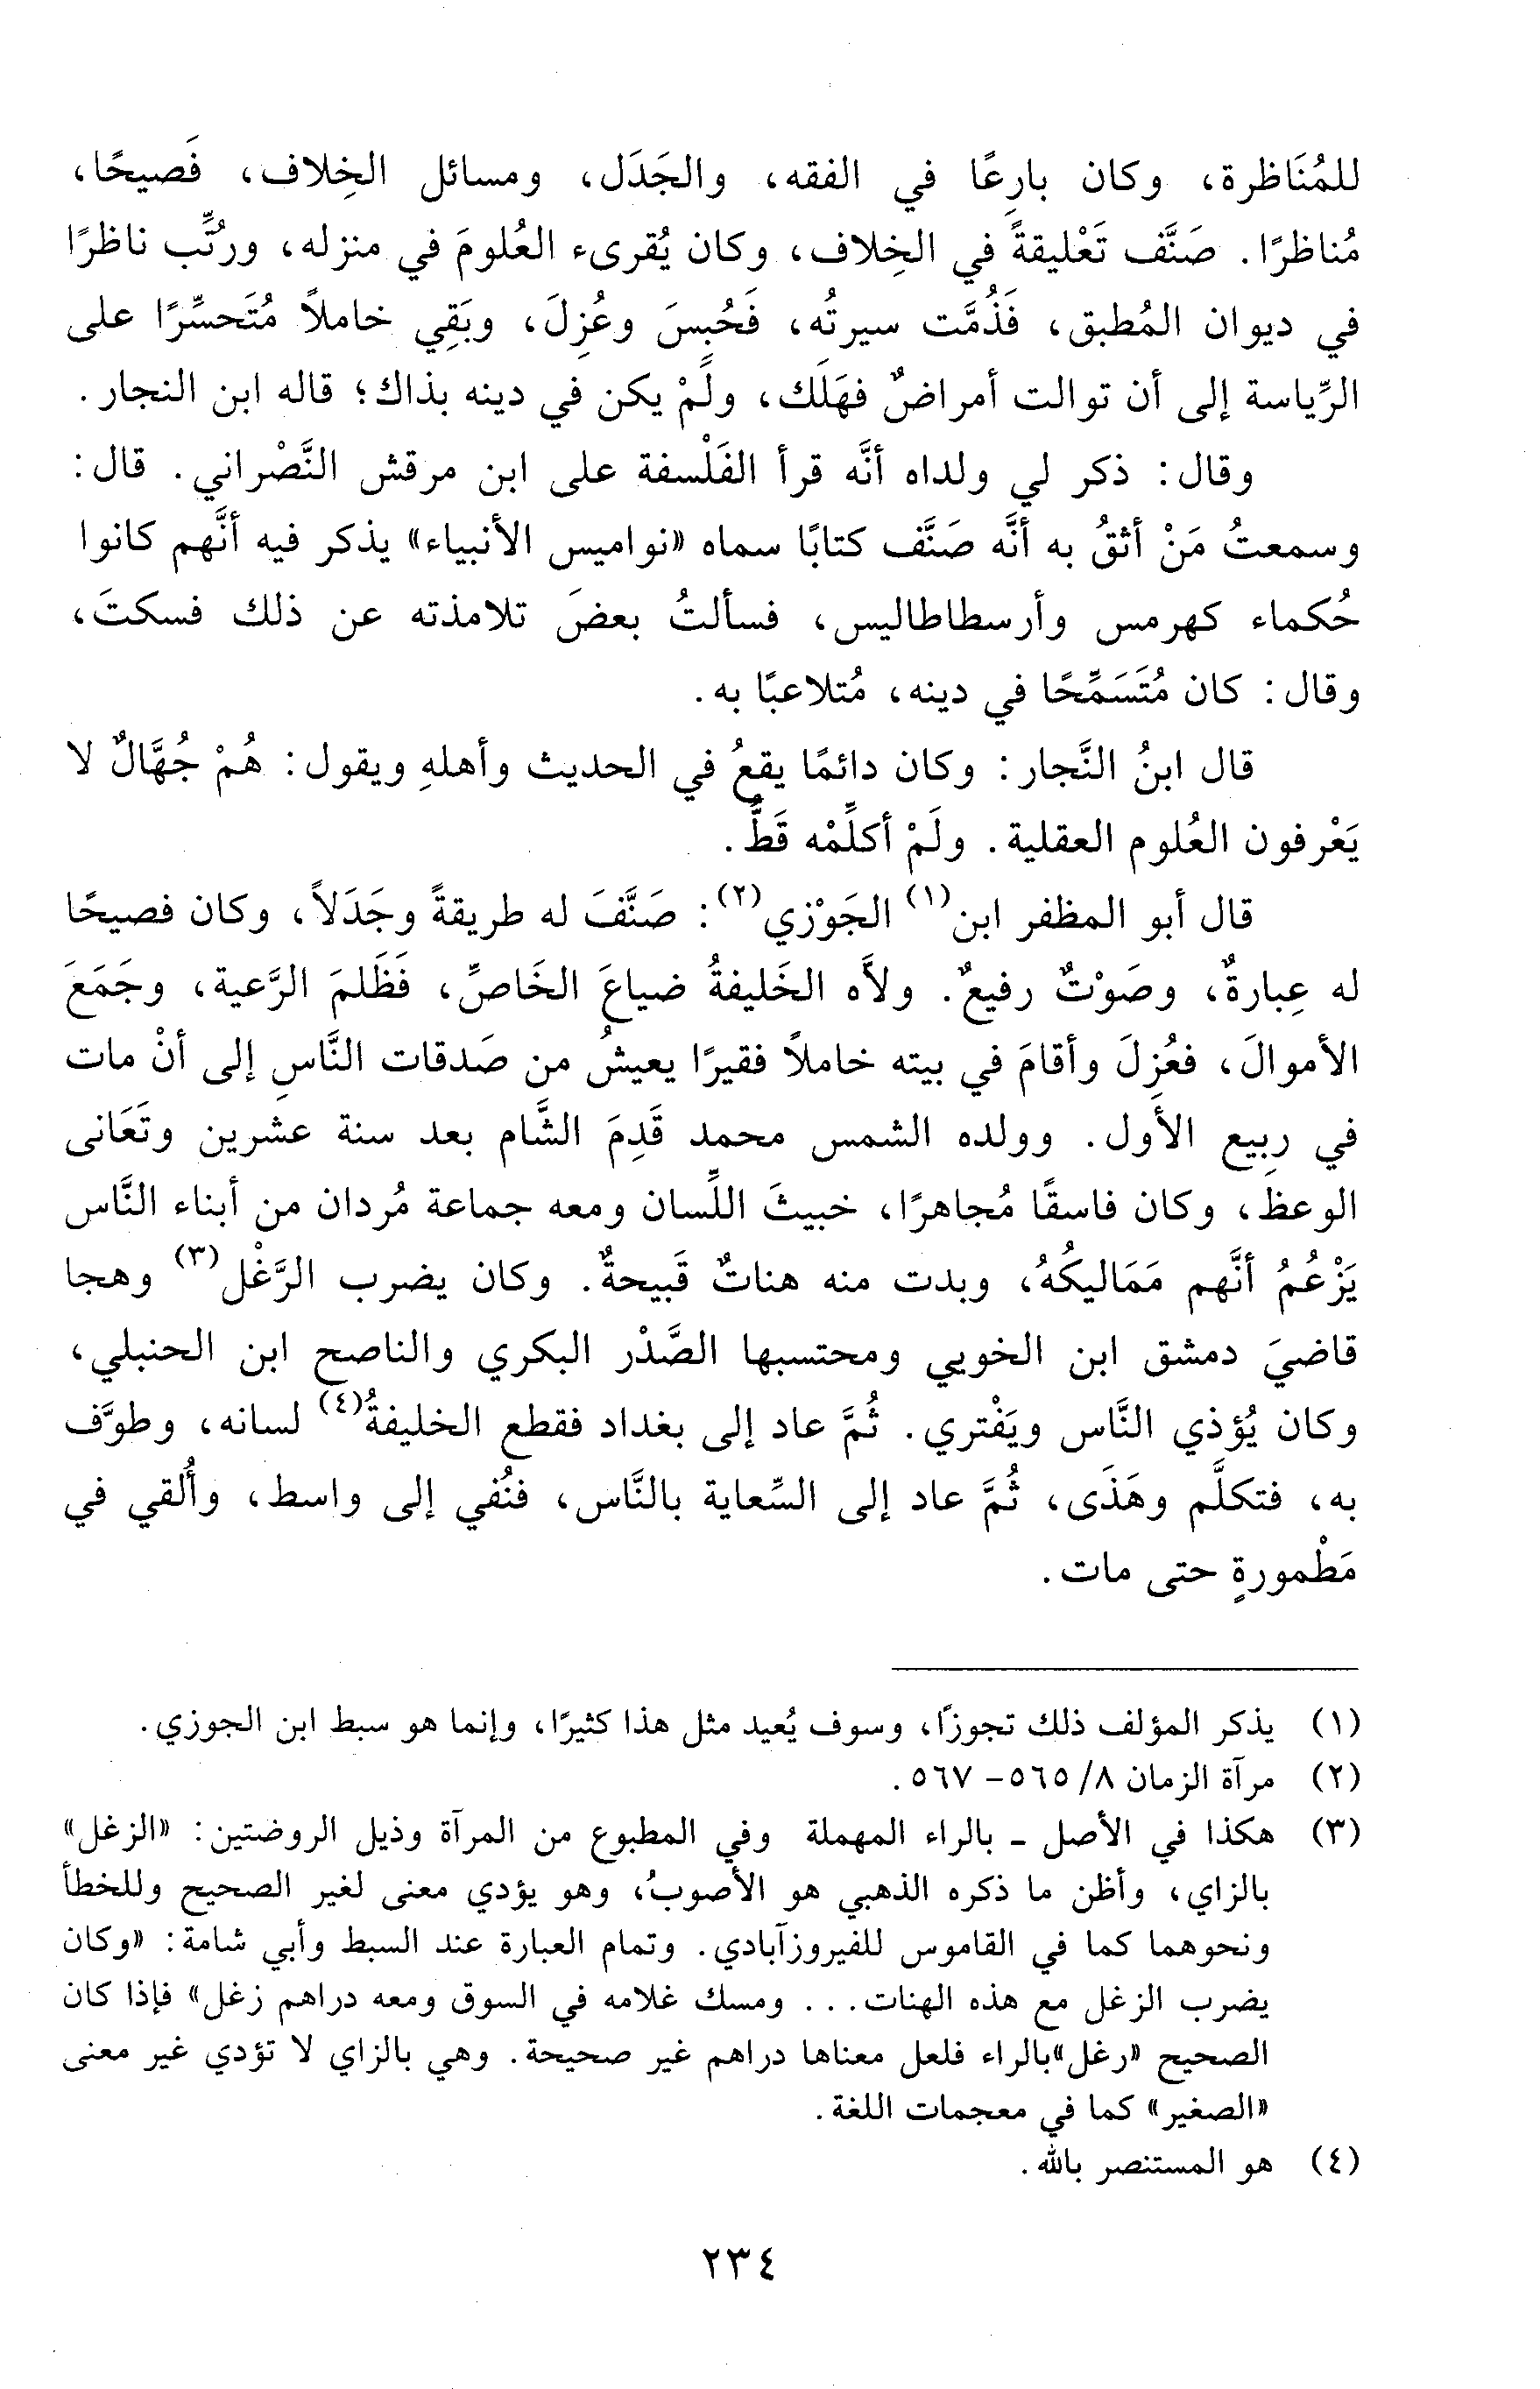 للمُنَاظرة، وكان بارِعًا في الفقه، والجَدَل، ومسائل الخِلاف، فَصيحًا،
مُناظرًا. صَنَّف تَعْليقةً في الخِلاف، وكان يُقرىء العُلومَ في منزله، ورُتِّب ناظرًا
في ديوان المُطبق، فَذُمَّت سيرتُه، فَحُبِسَ وعُزِلَ، وبَقِي خاملاً مُتَحسِّرًا على
الرِّياسة إلى أن توالت أمراضٌ فهَلَك، ولَمْ يكن في دينه بذاك؛ قاله ابن النجار.
وقال: ذكر لي ولداه أنَّه قرأ الفَلْسفة على ابن مرقش النَّصْراني. قال:
وسمعتُ مَنْ أثقُ به أنَّه صَنَّف كتابًا سماه «نواميس الأنبياء» يذكر فيه أنَّهم كانوا
حُكماء كهرمس وأرسطاطاليس، فسألتُ بعضَ تلامذته عن ذلك فسكتَ،
وقال: كان مُتَسَمِّحًا في دينه، مُتلاعبًا به.
قال ابنُ النَّجار: وكان دائمًا يقعُ في الحديث وأهلهِ ويقول: هُمْ جُهَّالٌ لا
يَعْرفون العُلوم العقلية. ولَمْ أكلِّمْه قَطُّ.
قال أبو المظفر ابن(١) الجَوْزي(٢): صَنَّفَ له طريقةً وجَدَلاً، وكان فصيحًا
له عِبارةٌ، وصَوْتٌ رفيعٌ. ولاَّه الخَليفةُ ضياعَ الخَاصِّ، فَظَلمَ الرَّعية، وجَمَعَ
الأموالَ، فعُزِلَ وأقامَ في بيته خاملاً فقيرًا يعيشُ من صَدقات النَّاسِ إلى أنْ مات
في ربيع الأول. وولده الشمس محمد قَدِمَ الشَّام بعد سنة عشرين وتَعَانى
الوعظَ، وكان فاسقًا مُجاهرًا، خبيثَ اللِّسان ومعه جماعة مُردان من أبناء النَّاس
يَزْعُمُ أنَّهم مَمَاليكُهُ، وبدت منه هناتٌ قَبيحةٌ. وكان يضرب الرَّغْل(٣) وهجا
قاضيَ دمشق ابن الخويي ومحتسبها الصَّدْر البكري والناصح ابن الحنبلي،
وكان يُؤذي النَّاس ويَفْتري. ثُمَّ عاد إلى بغداد فقطع الخليفةُ(٤) لسانه، وطوَّف
به، فتكلَّم وهَذَى، ثُمَّ عاد إلى السِّعاية بالنَّاس، فنُفي إلى واسط، وأُلقي في
مَطْمورةٍ حتى مات.
(١) يذكر المؤلف ذلك تجوزًا، وسوف يُعيد مثل هذا كثيرًا، وإنما هو سبط ابن الجوزي.
(٢) مرآة الزمان ٨/ ٥٦٥- ٥٦٧.
(٣) هكذا في الأصل - بالراء المهملة وفي المطبوع من المرآة وذيل الروضتين: «الزغل»
بالزاي، وأظن ما ذكره الذهبي هو الأصوبُ، وهو يؤدي معنى لغير الصحيح وللخطأ
ونحوهما كما في القاموس للفيروزآبادي. وتمام العبارة عند السبط وأبي شامة: «وكان
يضرب الزغل مع هذه الهنات... ومسك غلامه في السوق ومعه دراهم زغل» فإذا كان
الصحيح «رغل»بالراء فلعل معناها دراهم غير صحيحة. وهي بالزاي لا تؤدي غير معنى
«الصغير» كما في معجمات اللغة.
(٤) هو المستنصر بالله.
٢٣٤